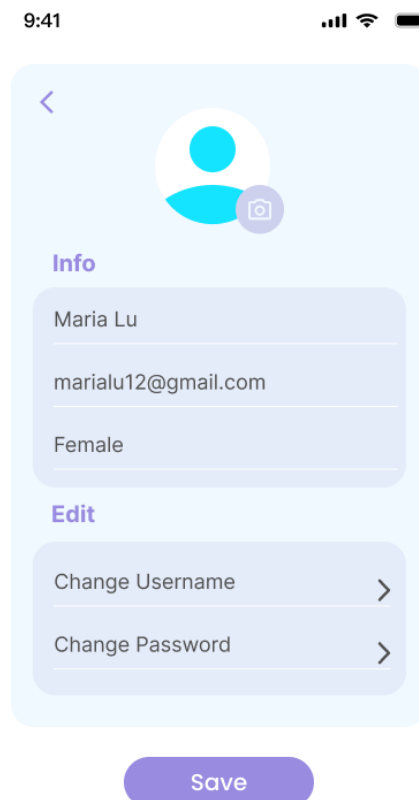 9:41
Info
Maria Lu
marialu12@gmail.com
Female
Edit
Change Username
Change Password
Save